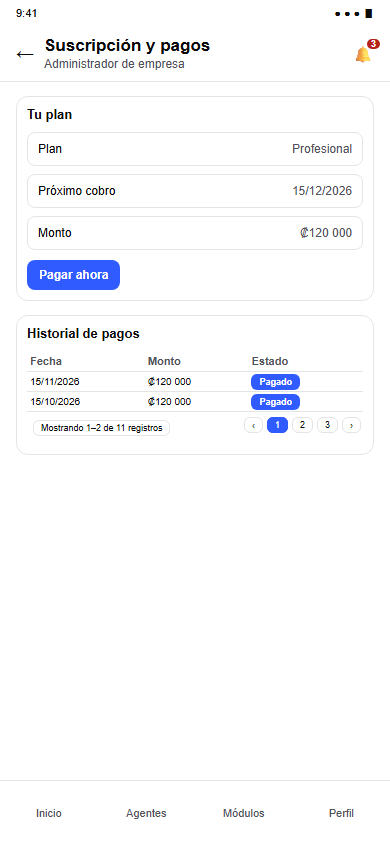 9:41
← Suscripción y pagos
Administrador de empresa
3
Tu plan
Plan Profesional
Próximo cobro 15/12/2026
Monto ₡120 000
Pagar ahora
Historial de pagos
Fecha Monto Estado
15/11/2026 ₡120 000 Pagado
15/10/2026 ₡120 000 Pagado
Mostrando 1–2 de 11 registros ‹ 1 2 3 ›
Inicio Agentes Módulos Perfil